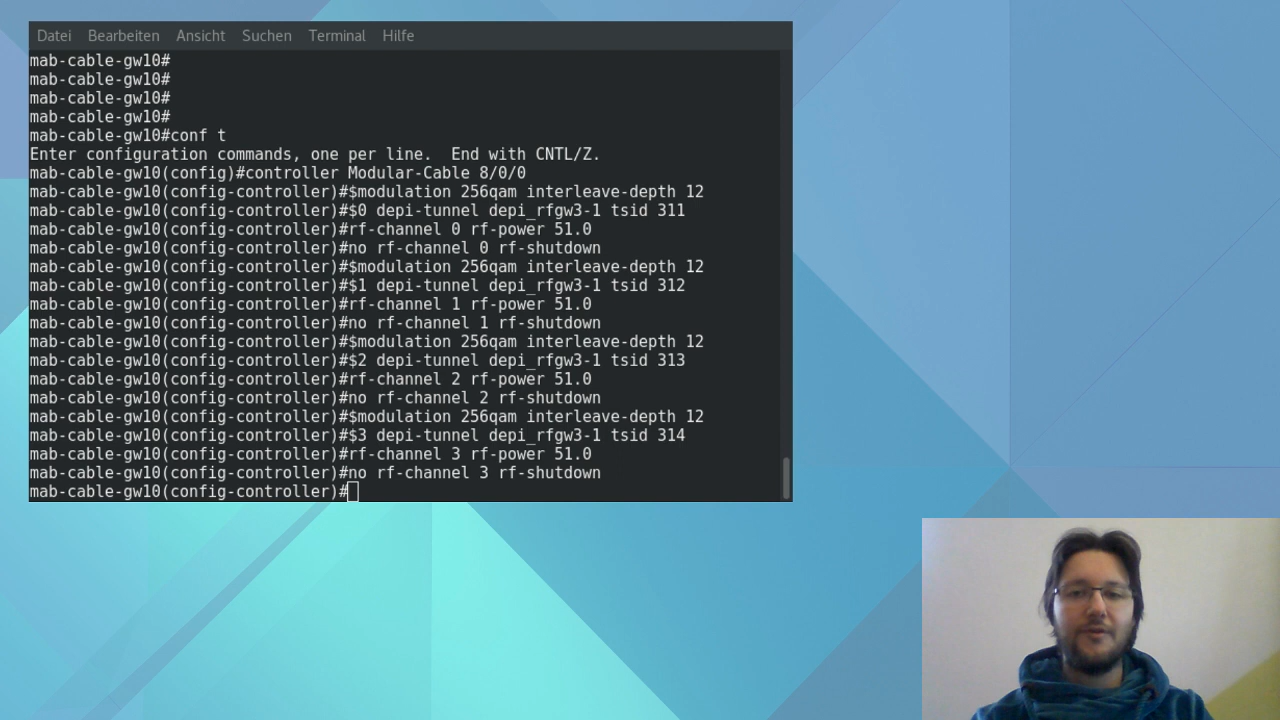 Datei Bearbeiten Ansicht Suchen Terminal Hilfe
mab-cable-gw10#
mab-cable-gw10#
mab-cable-gw10#
mab-cable-gw10#
mab-cable-gw10#conf t
Enter configuration commands, one per line.  End with CNTL/Z.
mab-cable-gw10(config)#controller Modular-Cable 8/0/0
mab-cable-gw10(config-controller)#$modulation 256qam interleave-depth 12
mab-cable-gw10(config-controller)#$0 depi-tunnel depi_rfgw3-1 tsid 311
mab-cable-gw10(config-controller)#rf-channel 0 rf-power 51.0
mab-cable-gw10(config-controller)#no rf-channel 0 rf-shutdown
mab-cable-gw10(config-controller)#$modulation 256qam interleave-depth 12
mab-cable-gw10(config-controller)#$1 depi-tunnel depi_rfgw3-1 tsid 312
mab-cable-gw10(config-controller)#rf-channel 1 rf-power 51.0
mab-cable-gw10(config-controller)#no rf-channel 1 rf-shutdown
mab-cable-gw10(config-controller)#$modulation 256qam interleave-depth 12
mab-cable-gw10(config-controller)#$2 depi-tunnel depi_rfgw3-1 tsid 313
mab-cable-gw10(config-controller)#rf-channel 2 rf-power 51.0
mab-cable-gw10(config-controller)#no rf-channel 2 rf-shutdown
mab-cable-gw10(config-controller)#$modulation 256qam interleave-depth 12
mab-cable-gw10(config-controller)#$3 depi-tunnel depi_rfgw3-1 tsid 314
mab-cable-gw10(config-controller)#rf-channel 3 rf-power 51.0
mab-cable-gw10(config-controller)#no rf-channel 3 rf-shutdown
mab-cable-gw10(config-controller)#